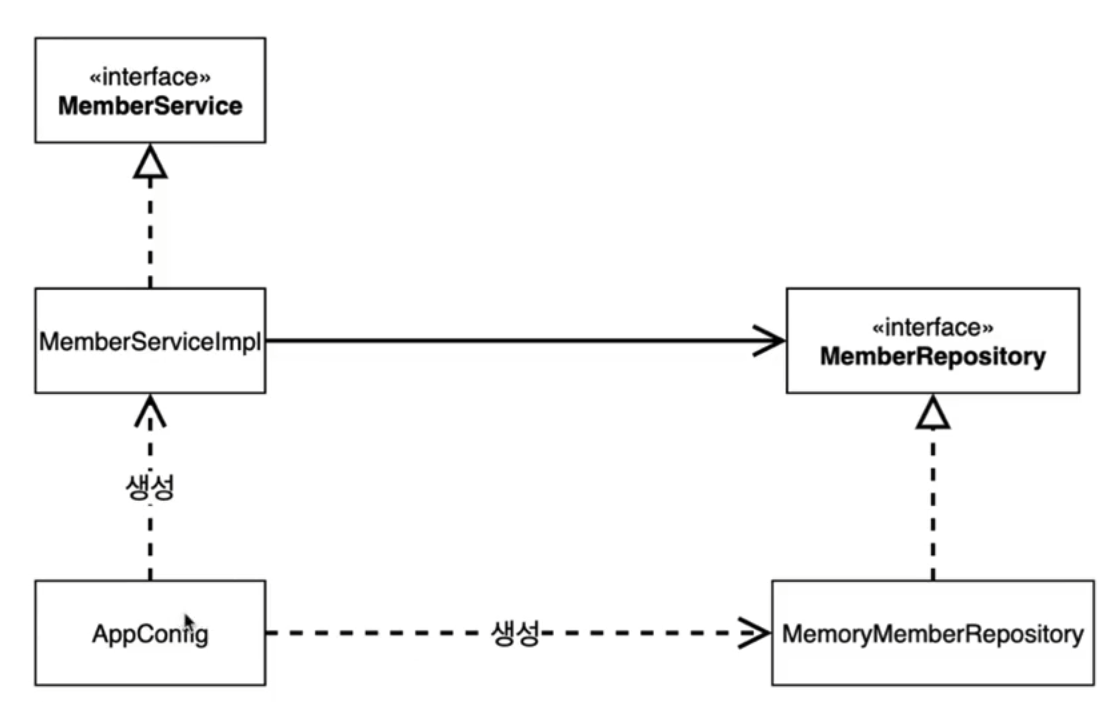 «interface»
MemberService
MemberServiceImpl
«interface»
MemberRepository
생성
AppConfig
생성
MemoryMemberRepository